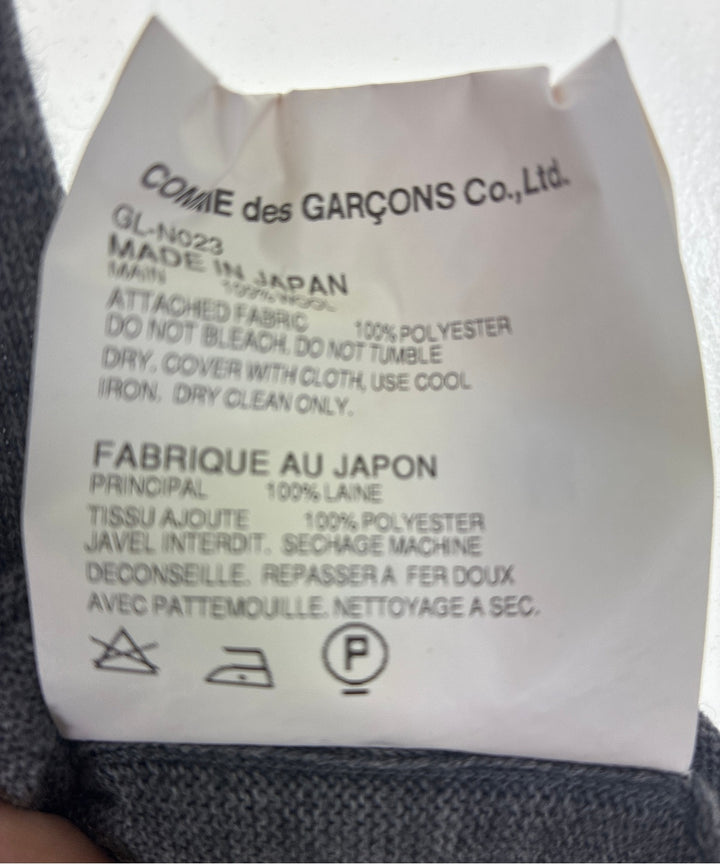 COMME des GARÇONS Co.,Ltd.
GL-N023
MADE IN JAPAN
MAIN 100% WOOL
ATTACHED FABRIC 100% POLYESTER
DO NOT BLEACH. DO NOT TUMBLE
DRY. COVER WITH CLOTH, USE COOL
IRON. DRY CLEAN ONLY.
FABRIQUE AU JAPON
PRINCIPAL 100% LAINE
TISSU AJOUTE 100% POLYESTER
JAVEL INTERDIT. SECHAGE MACHINE
DECONSEILLE. REPASSER A FER DOUX
AVEC PATTEMOUILLE. NETTOYAGE A SEC.
P